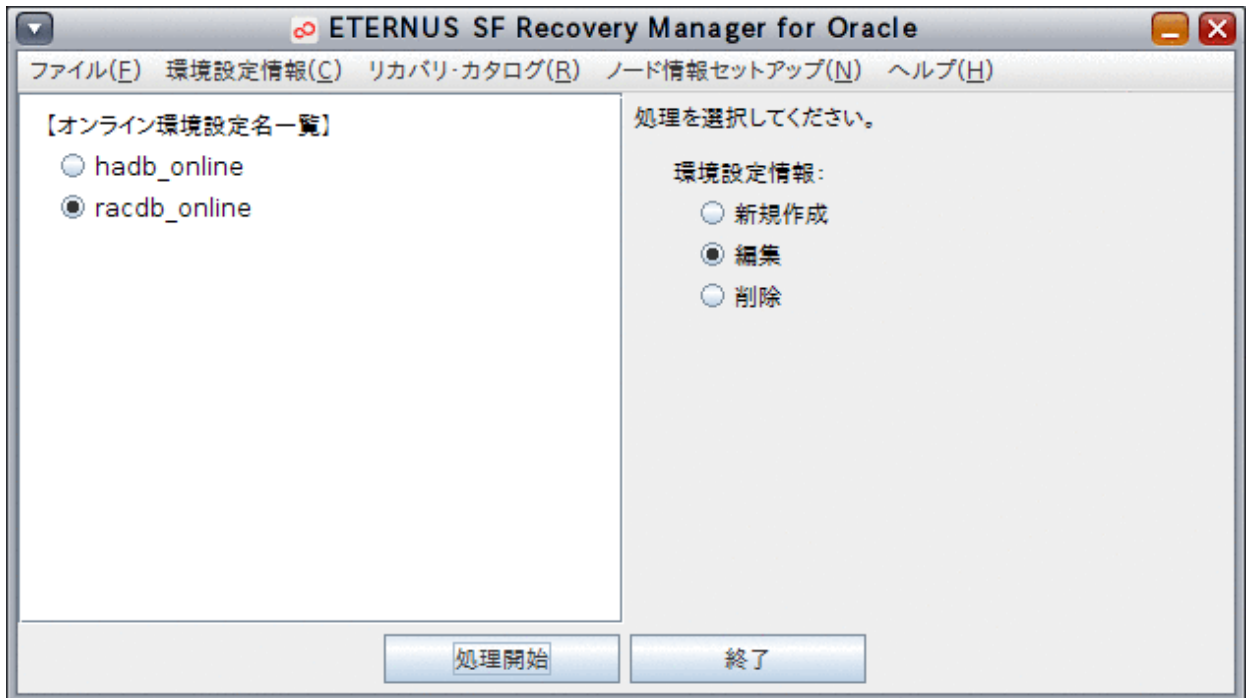 ETERNUS SF Recovery Manager for Oracle
ファイル(F) 環境設定情報(C) リカバリ・カタログ(R) ノード情報セットアップ(N) ヘルプ(H)
【オンライン環境設定名一覧】
hadb_online
racdb_online
処理を選択してください。
環境設定情報:
新規作成
編集
削除
処理開始 終了